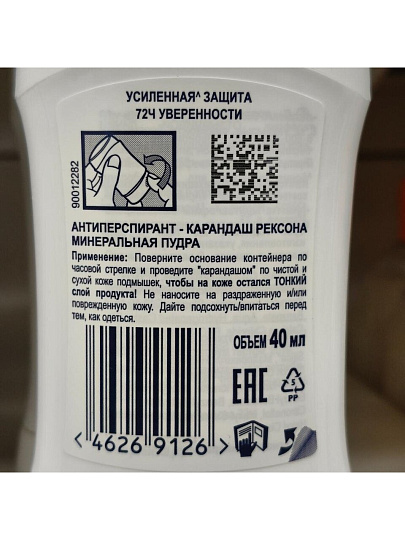 УСИЛЕННАЯ^ ЗАЩИТА
72Ч УВЕРЕННОСТИ
90012282
АНТИПЕРСПИРАНТ - КАРАНДАШ РЕКСОНА
МИНЕРАЛЬНАЯ ПУДРА
Применение: Поверните основание контейнера по
часовой стрелке и проведите "карандашом" по чистой и
сухой коже подмышек, чтобы на коже остался ТОНКИЙ
слой продукта! Не наносите на раздраженную и/или
поврежденную кожу. Дайте подсохнуть/впитаться перед
тем, как одеться.
ОБЪЕМ 40 мл
EAC
5
PP
<4626 9126>